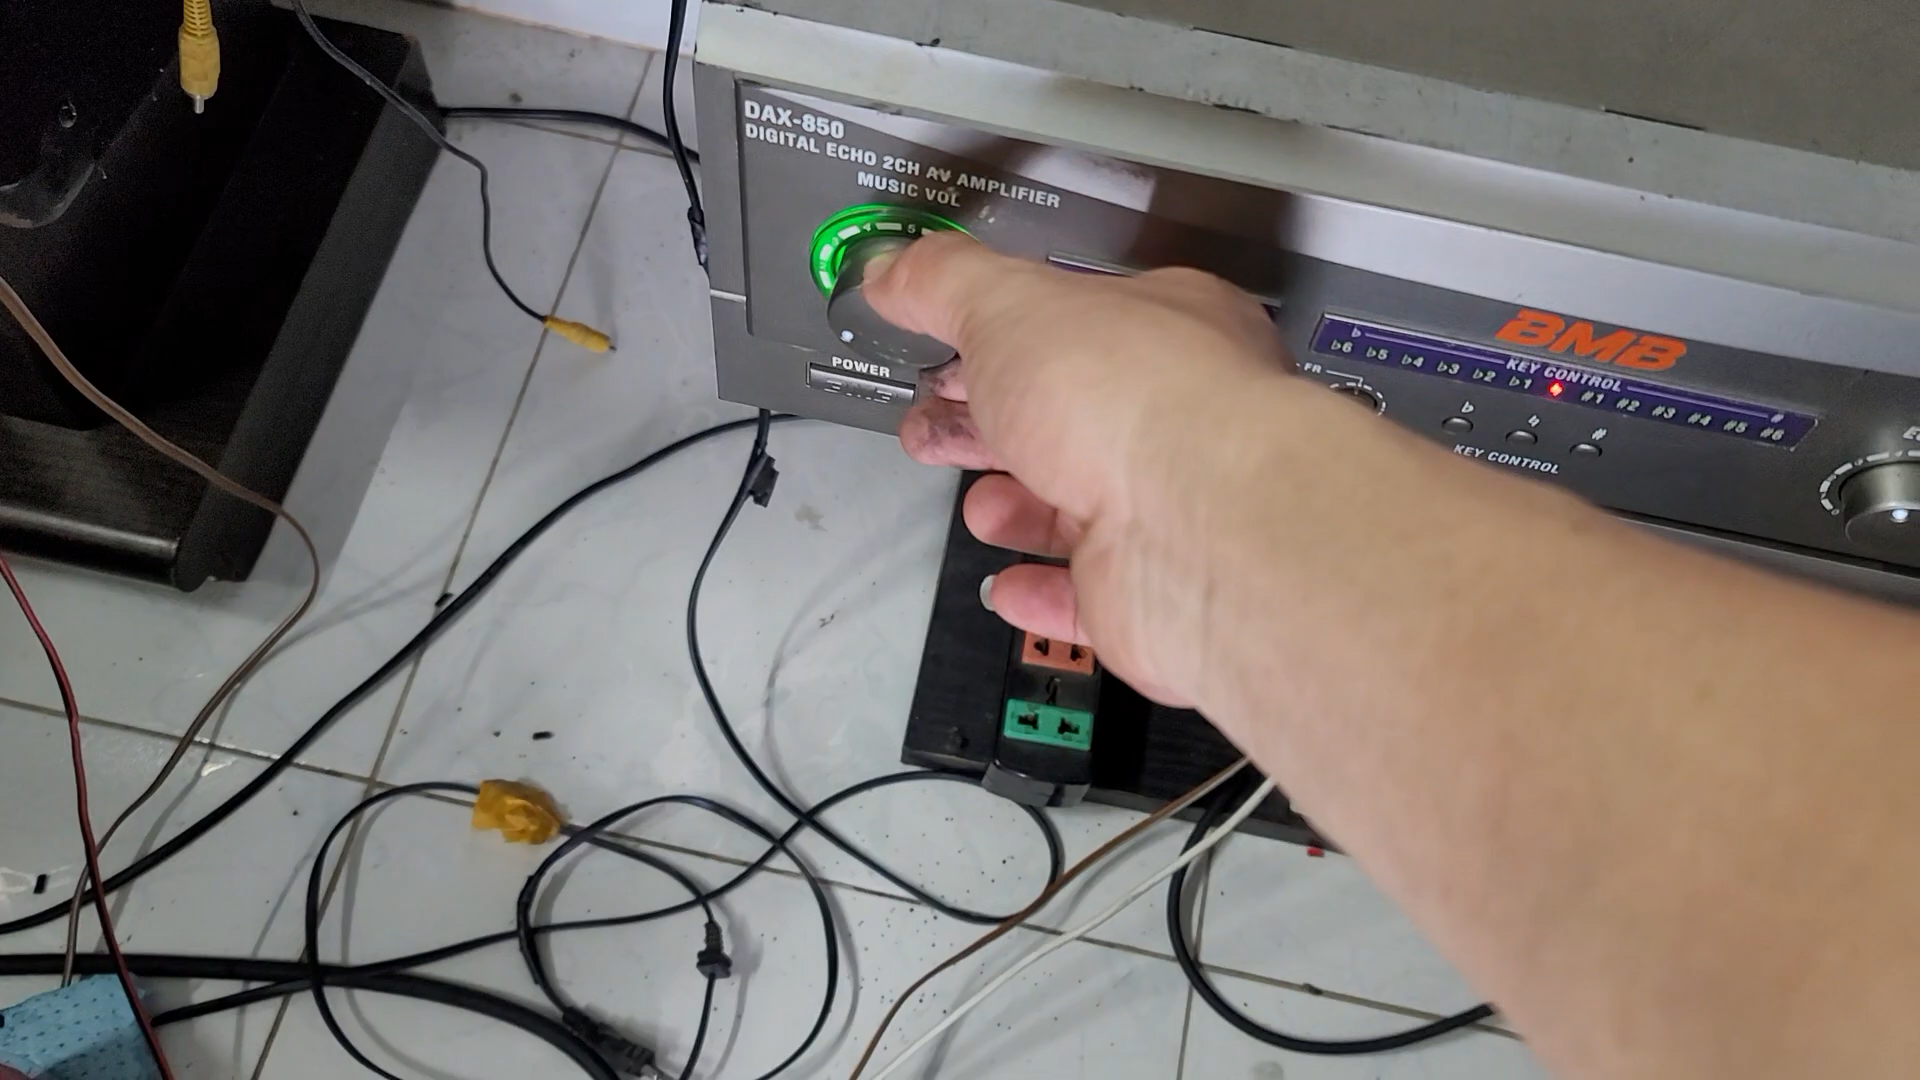 DAX-850
DIGITAL ECHO 2CH AV AMPLIFIER
MUSIC VOL
5
POWER
BMB
♭
♭6 ♭5 ♭4 ♭3 ♭2 ♭1 #1 #2 #3 #4 #5 #6
KEY CONTROL
#
FR
♭ ♮ #
KEY CONTROL